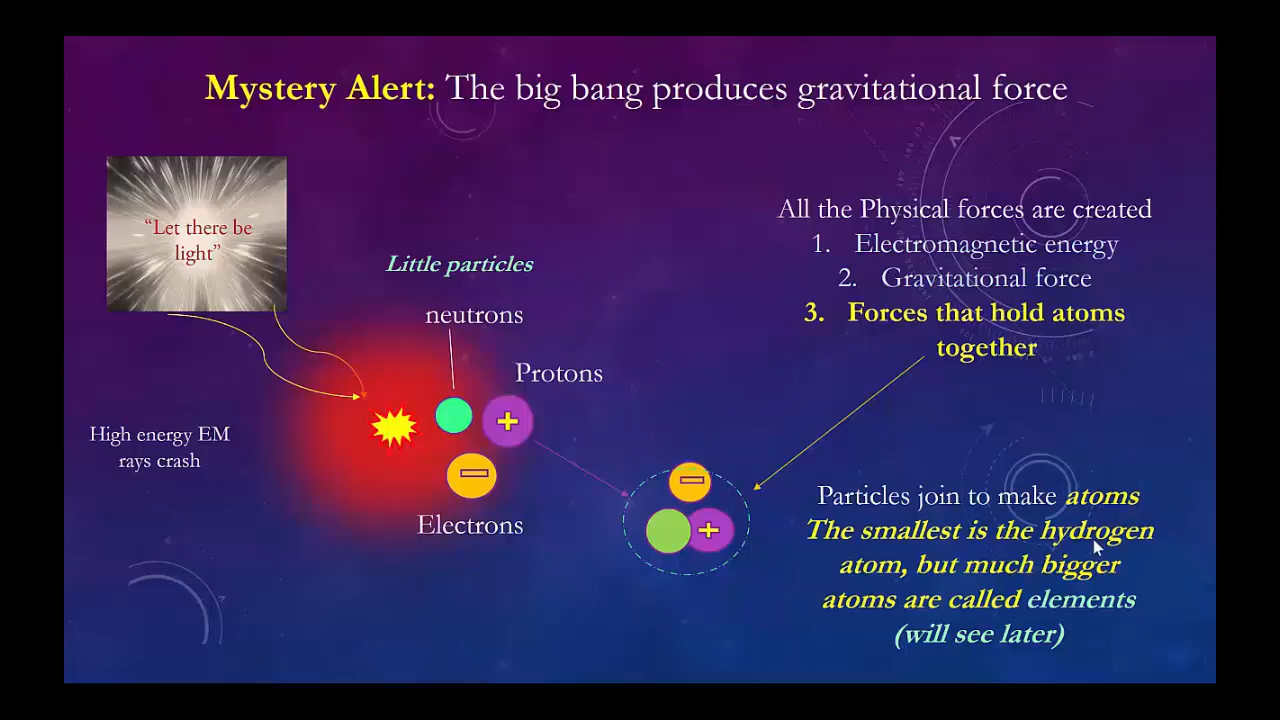 Mystery Alert: The big bang produces gravitational force
“Let there be
light”
Little particles
neutrons
Protons
+
Electrons
High energy EM
rays crash
All the Physical forces are created
1. Electromagnetic energy
2. Gravitational force
3. Forces that hold atoms
together
+
Particles join to make atoms
The smallest is the hydrogen
atom, but much bigger
atoms are called elements
(will see later)